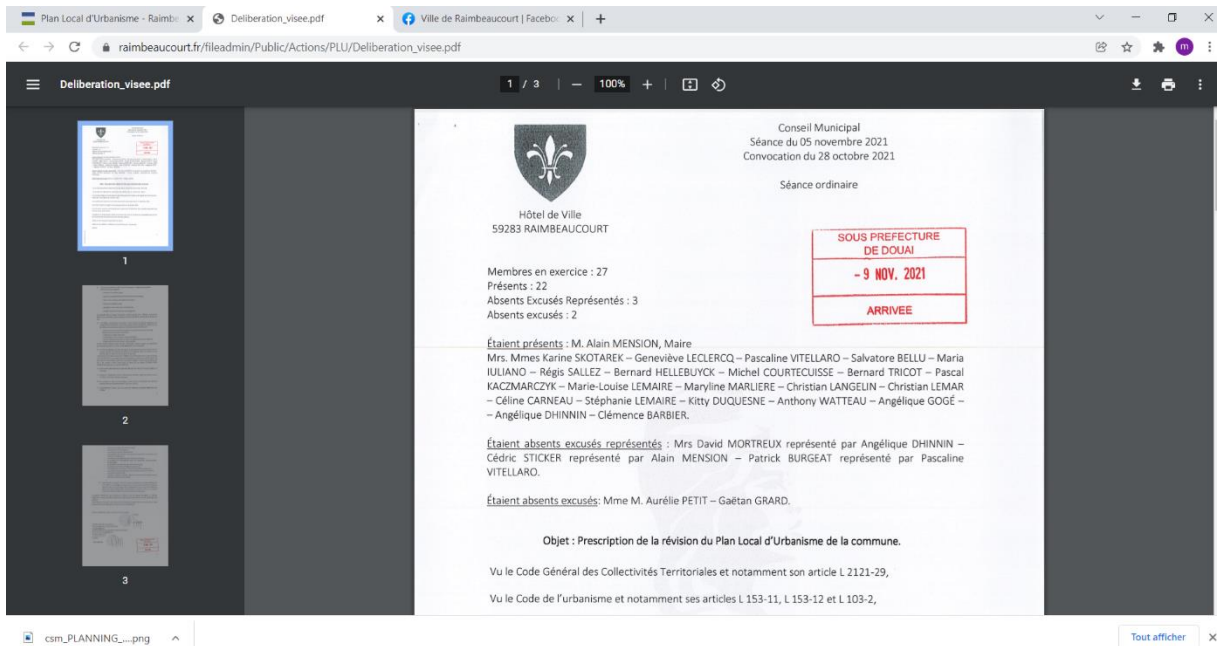 Plan Local d'Urbanisme - Raimbe
Deliberation_visee.pdf
Ville de Raimbeaucourt | Facebo
raimbeaucourt.fr/fileadmin/Public/Actions/PLU/Deliberation_visee.pdf
m
Deliberation_visee.pdf
1 / 3
100%
1
2
3
Conseil Municipal
Séance du 05 novembre 2021
Convocation du 28 octobre 2021
Séance ordinaire
Hôtel de Ville
59283 RAIMBEAUCOURT
SOUS PREFECTURE
DE DOUAI
- 9 NOV. 2021
ARRIVEE
Membres en exercice : 27
Présents : 22
Absents Excusés Représentés : 3
Absents excusés : 2
Étaient présents : M. Alain MENSION, Maire
Mrs. Mmes Karine SKOTAREK – Geneviève LECLERCQ – Pascaline VITELLARO – Salvatore BELLU – Maria
IULIANO – Régis SALLEZ – Bernard HELLEBUYCK – Michel COURTECUISSE – Bernard TRICOT – Pascal
KACZMARCZYK – Marie-Louise LEMAIRE – Maryline MARLIERE – Christian LANGELIN – Christian LEMAR
– Céline CARNEAU – Stéphanie LEMAIRE – Kitty DUQUESNE – Anthony WATTEAU – Angélique GOGÉ –
– Angélique DHINNIN – Clémence BARBIER.
Étaient absents excusés représentés : Mrs David MORTREUX représenté par Angélique DHINNIN –
Cédric STICKER représenté par Alain MENSION – Patrick BURGEAT représenté par Pascaline
VITELLARO.
Étaient absents excusés: Mme M. Aurélie PETIT – Gaëtan GRARD.
Objet : Prescription de la révision du Plan Local d'Urbanisme de la commune.
Vu le Code Général des Collectivités Territoriales et notamment son article L 2121-29,
Vu le Code de l'urbanisme et notamment ses articles L 153-11, L 153-12 et L 103-2,
csm_PLANNING_....png
Tout afficher